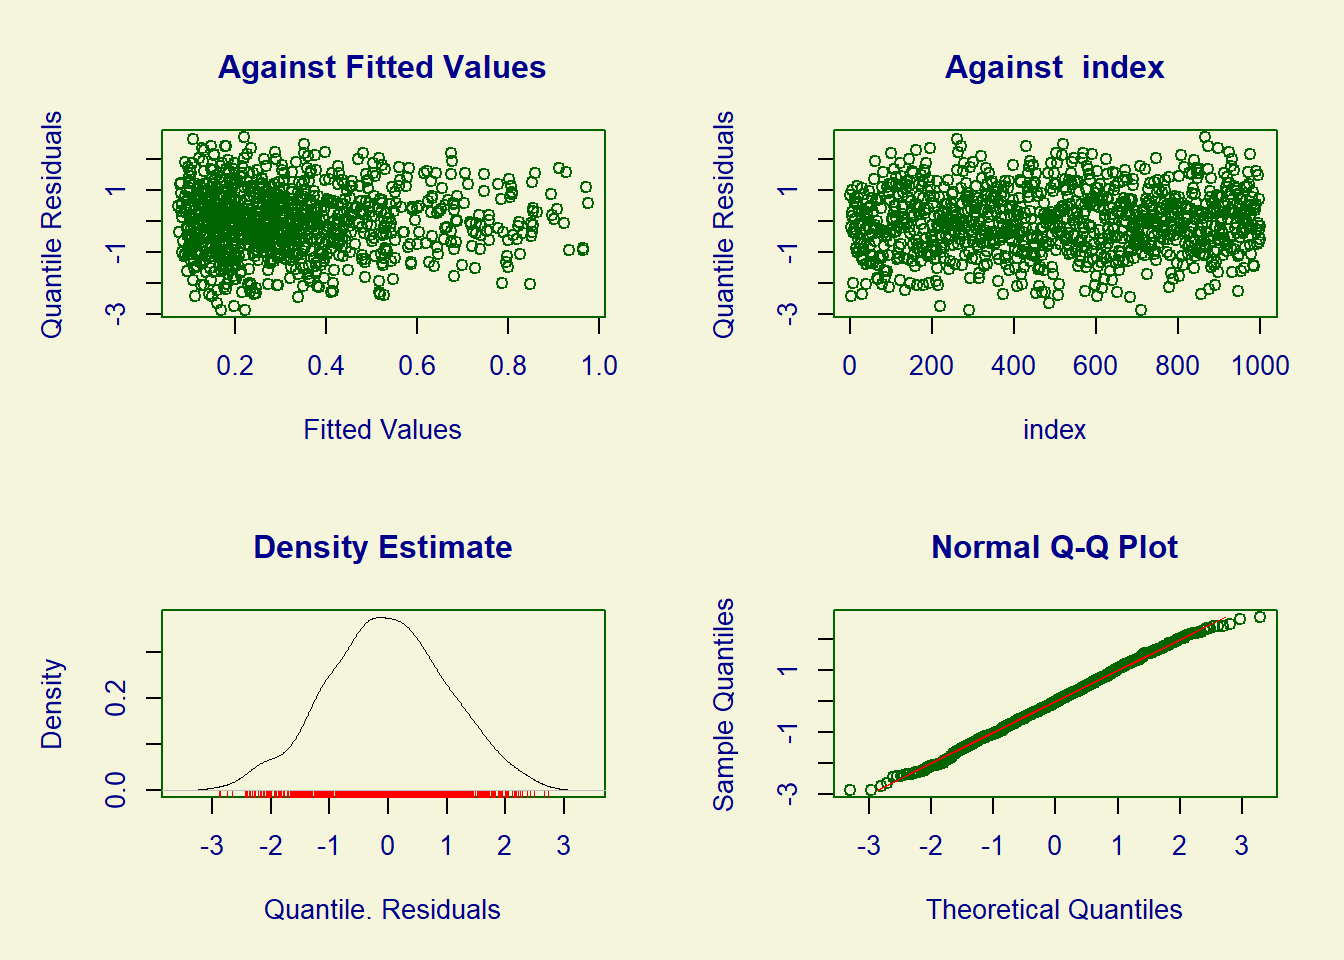 Against Fitted Values
Quantile Residuals
1
-1
-3
0.2 0.4 0.6 0.8 1.0
Fitted Values
Against  index
Quantile Residuals
1
-1
-3
0 200 400 600 800 1000
index
Density Estimate
Density
0.2
0.0
-3 -2 -1 0 1 2 3
Quantile. Residuals
Normal Q-Q Plot
Sample Quantiles
1
-1
-3
-3 -2 -1 0 1 2 3
Theoretical Quantiles